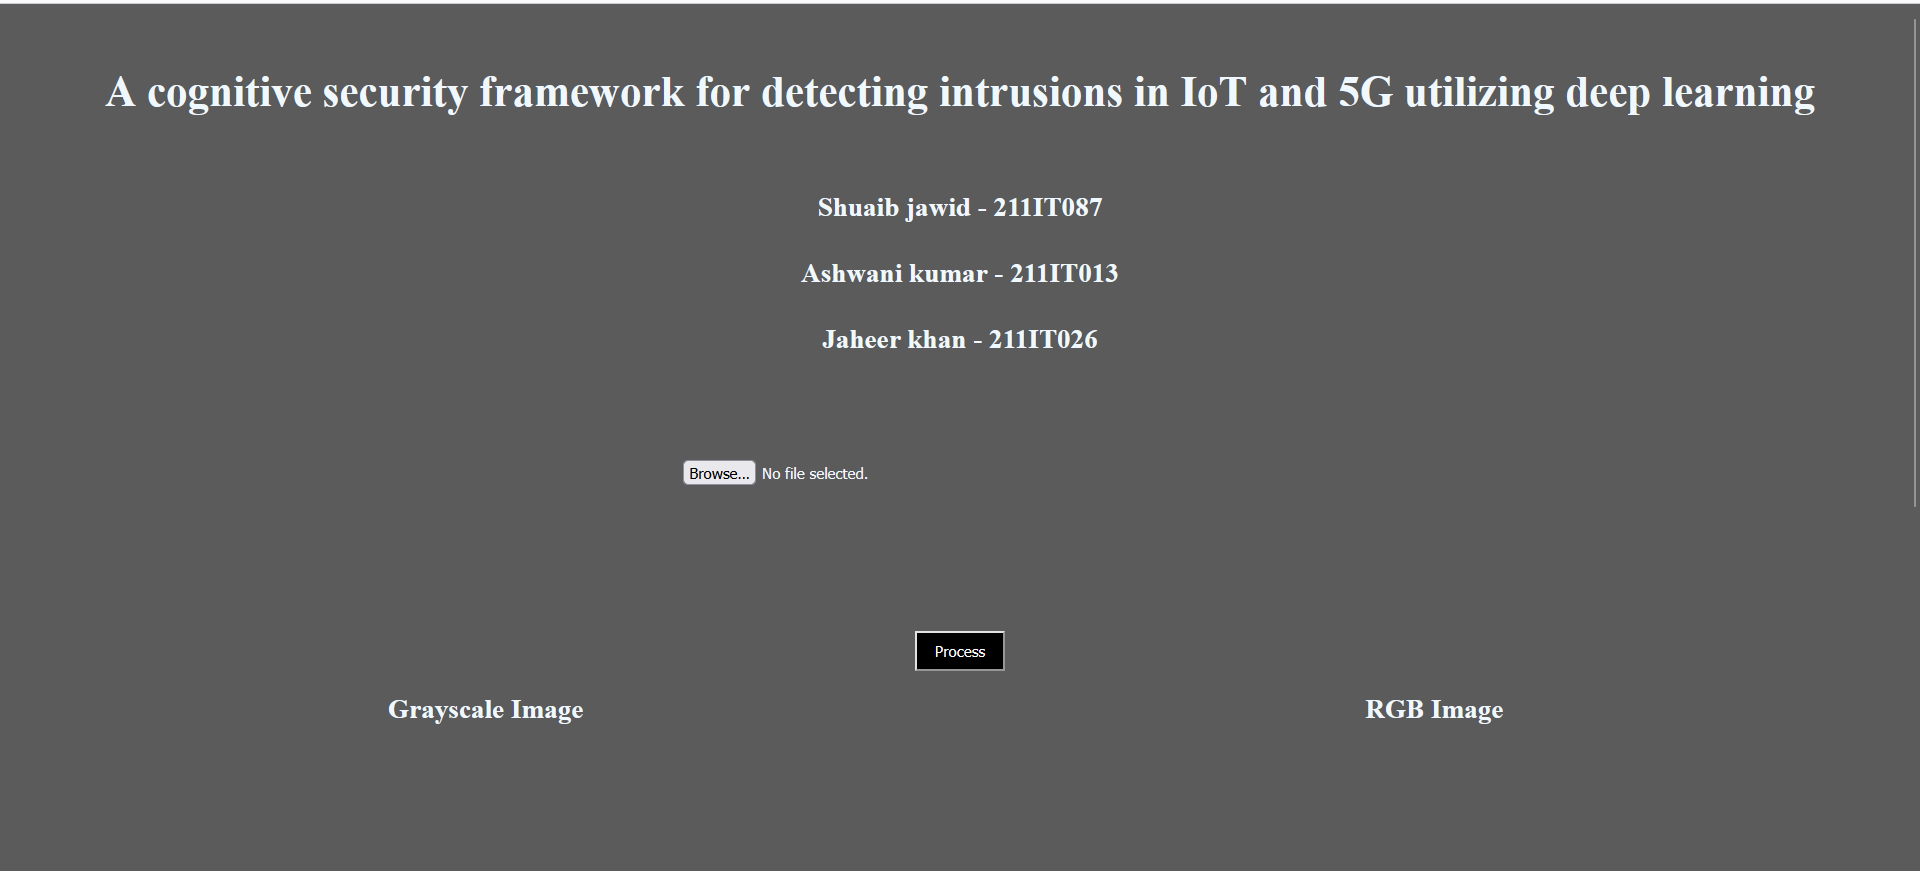 A cognitive security framework for detecting intrusions in IoT and 5G utilizing deep learning
Shuaib jawid - 211IT087
Ashwani kumar - 211IT013
Jaheer khan - 211IT026
Browse... No file selected.
Process
Grayscale Image
RGB Image